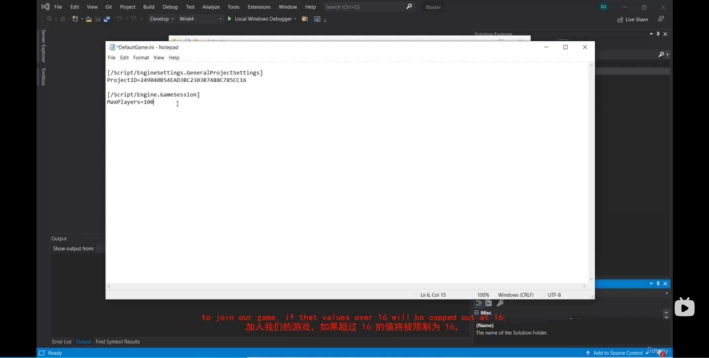 File Edit View Git Project Build Debug Test Analyze Tools Extensions Window Help Search (Ctrl+Q) Master
Develop Win64 Local Windows Debugger Live Share
Server Explorer
Toolbox
*DefaultGame.ini - Notepad
File Edit Format View Help
[/Script/EngineSettings.GeneralProjectSettings]
[/Script/Engine.GameSession]
MaxPlayers=100
Output
Show output from:
Ln 6, Col 15 100% Windows (CRLF) UTF-8
Misc
(Name)
The name of the Solution Folder.
to join our game, if that values over 16 will be capped out at 16.
加入我们的游戏，如果超过 16 的值将被限制为 16,
Error List Output Find Symbol Results
Ready Add to Source Control